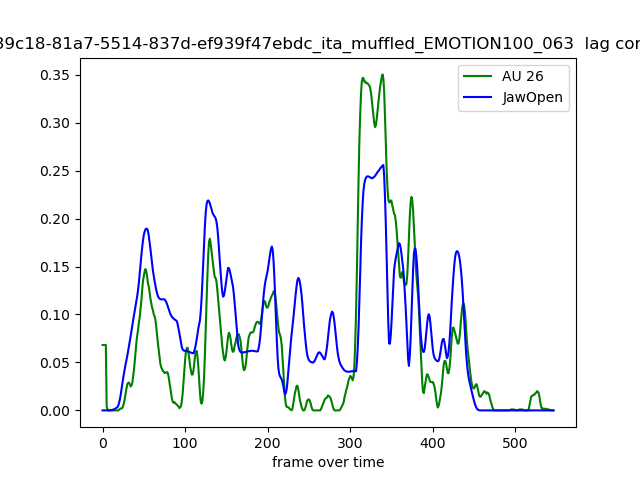 39c18-81a7-5514-837d-ef939f47ebdc_ita_muffled_EMOTION100_063 lag cor
AU 26
JawOpen
0.35
0.30
0.25
0.20
0.15
0.10
0.05
0.00
0 100 200 300 400 500
frame over time